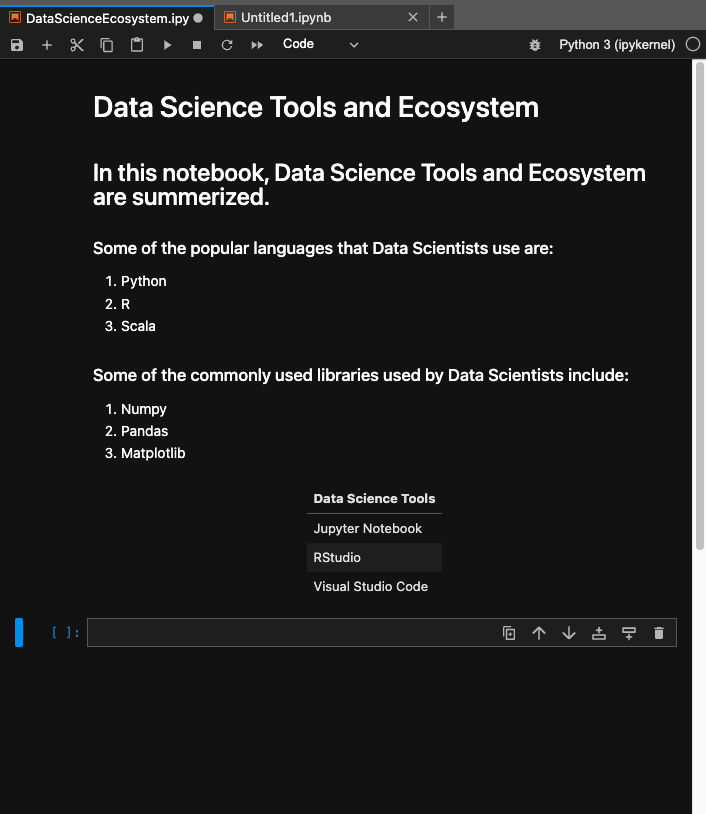 DataScienceEcosystem.ipy
Untitled1.ipynb
Code
Python 3 (ipykernel)
Data Science Tools and Ecosystem
In this notebook, Data Science Tools and Ecosystem
are summerized.
Some of the popular languages that Data Scientists use are:
1. Python
2. R
3. Scala
Some of the commonly used libraries used by Data Scientists include:
1. Numpy
2. Pandas
3. Matplotlib
Data Science Tools
Jupyter Notebook
RStudio
Visual Studio Code
[ ]: